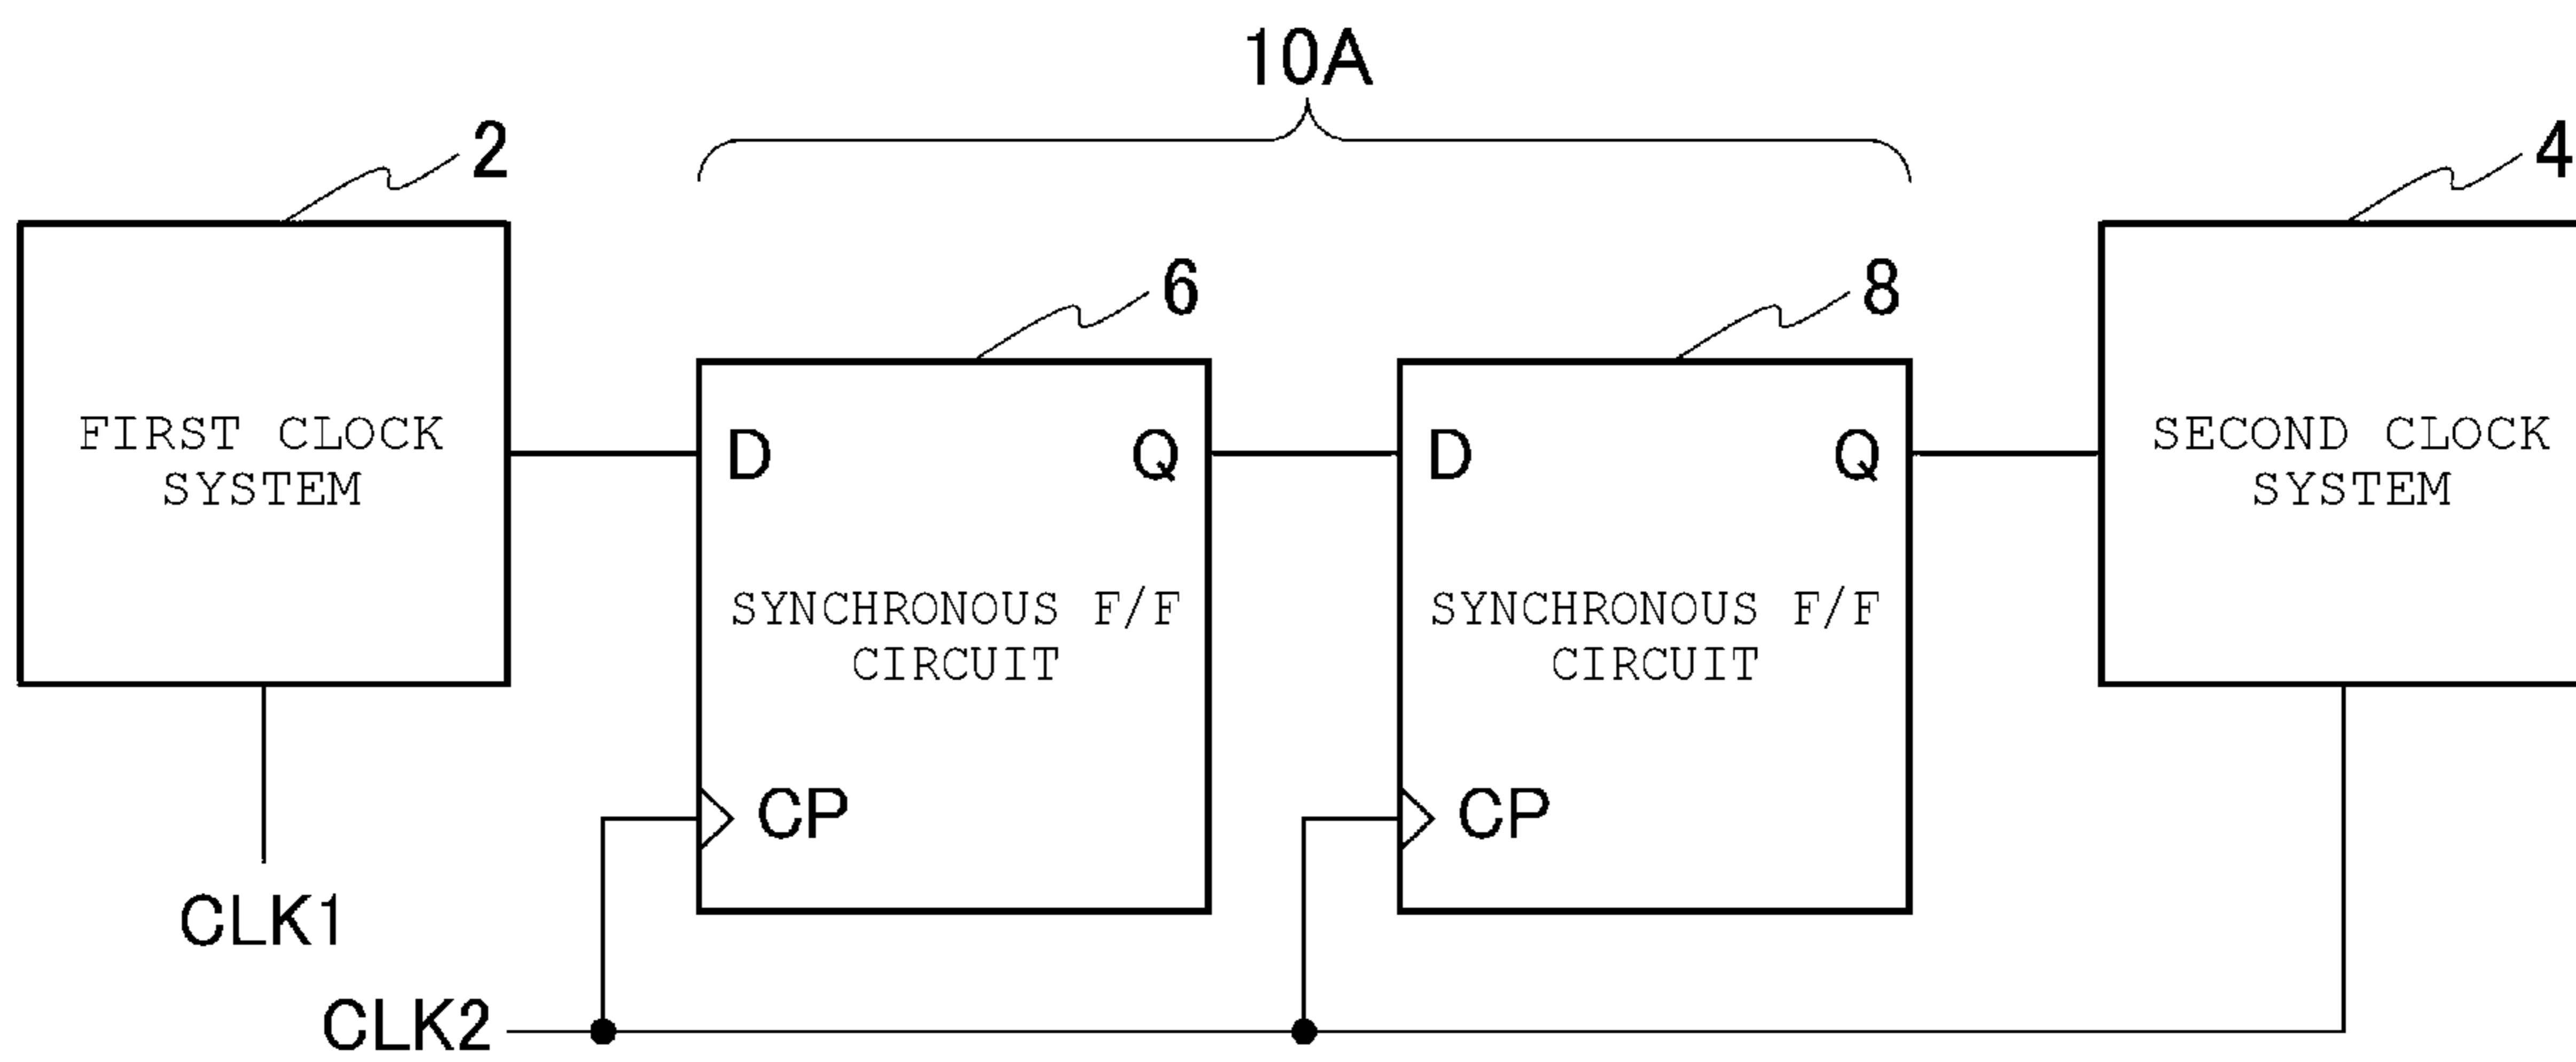 10A
2
4
6
8
FIRST CLOCK
SYSTEM
D
Q
SYNCHRONOUS F/F
CIRCUIT
CP
D
Q
SYNCHRONOUS F/F
CIRCUIT
CP
SECOND CLOCK
SYSTEM
CLK1
CLK2